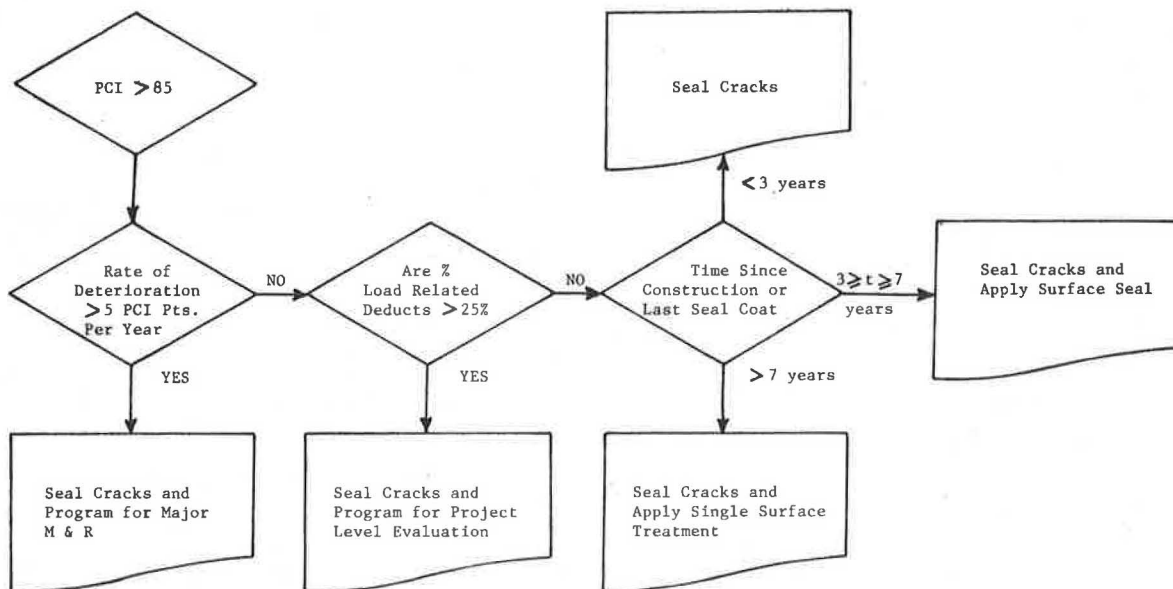 PCI >85
Seal Cracks
<3 years
Rate of
Deterioration
>5 PCI Pts.
Per Year
NO
Are %
Load Related
Deducts >25%
NO
Time Since
Construction or
Last Seal Coat
3≥t≥7
years
Seal Cracks and
Apply Surface Seal
YES
YES
>7 years
Seal Cracks and
Program for Major
M & R
Seal Cracks and
Program for Project
Level Evaluation
Seal Cracks and
Apply Single Surface
Treatment